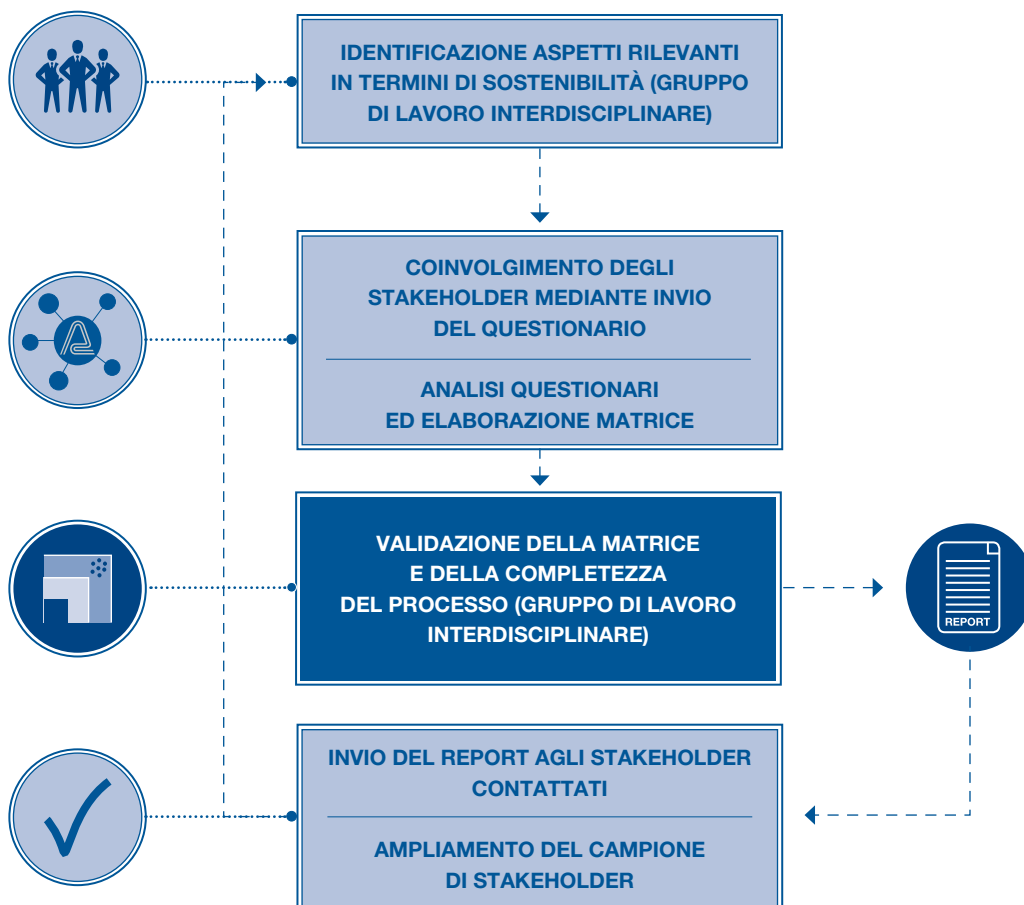 IDENTIFICAZIONE ASPETTI RILEVANTI
IN TERMINI DI SOSTENIBILITÀ (GRUPPO
DI LAVORO INTERDISCIPLINARE)
COINVOLGIMENTO DEGLI
STAKEHOLDER MEDIANTE INVIO
DEL QUESTIONARIO
ANALISI QUESTIONARI
ED ELABORAZIONE MATRICE
VALIDAZIONE DELLA MATRICE
E DELLA COMPLETEZZA
DEL PROCESSO (GRUPPO DI LAVORO
INTERDISCIPLINARE)
REPORT
INVIO DEL REPORT AGLI STAKEHOLDER
CONTATTATI
AMPLIAMENTO DEL CAMPIONE
DI STAKEHOLDER